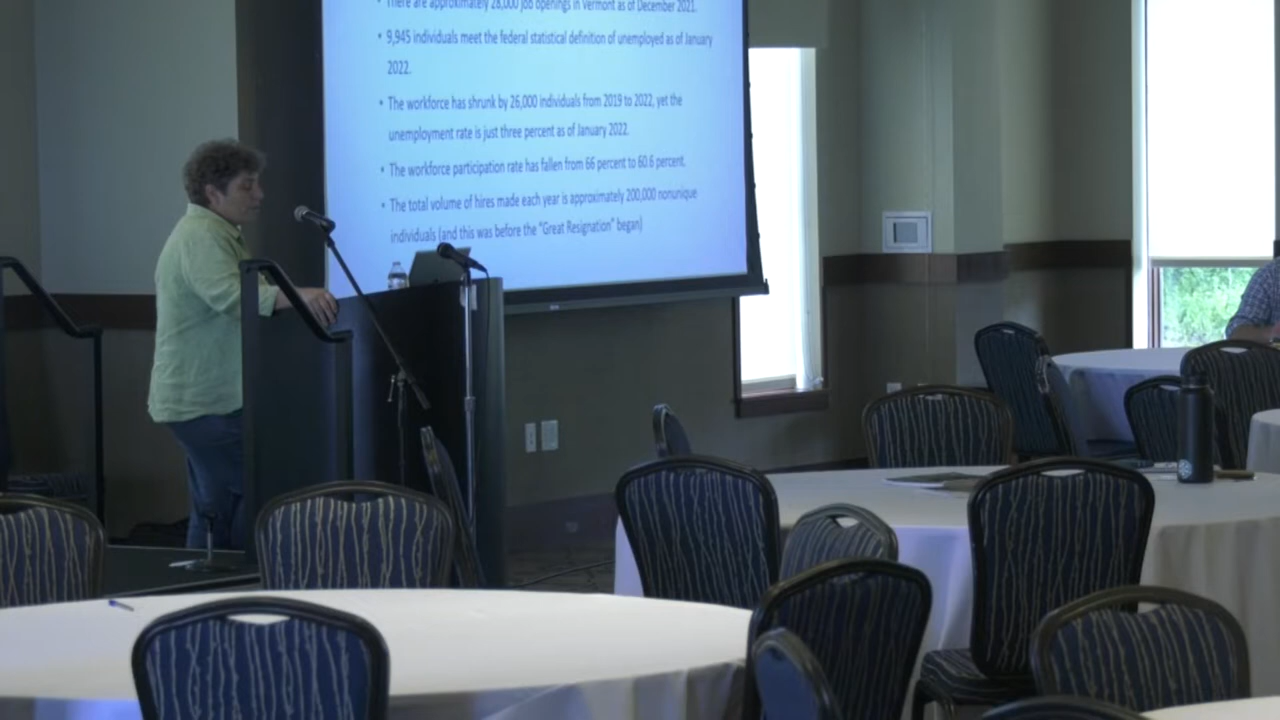 • There are approximately 28,000 job openings in Vermont as of December 2021.
• 9,945 individuals meet the federal statistical definition of unemployed as of January
2022.
• The workforce has shrunk by 26,000 individuals from 2019 to 2022, yet the
unemployment rate is just three percent as of January 2022.
• The workforce participation rate has fallen from 66 percent to 60.6 percent.
• The total volume of hires made each year is approximately 200,000 nonunique
individuals (and this was before the “Great Resignation” began)